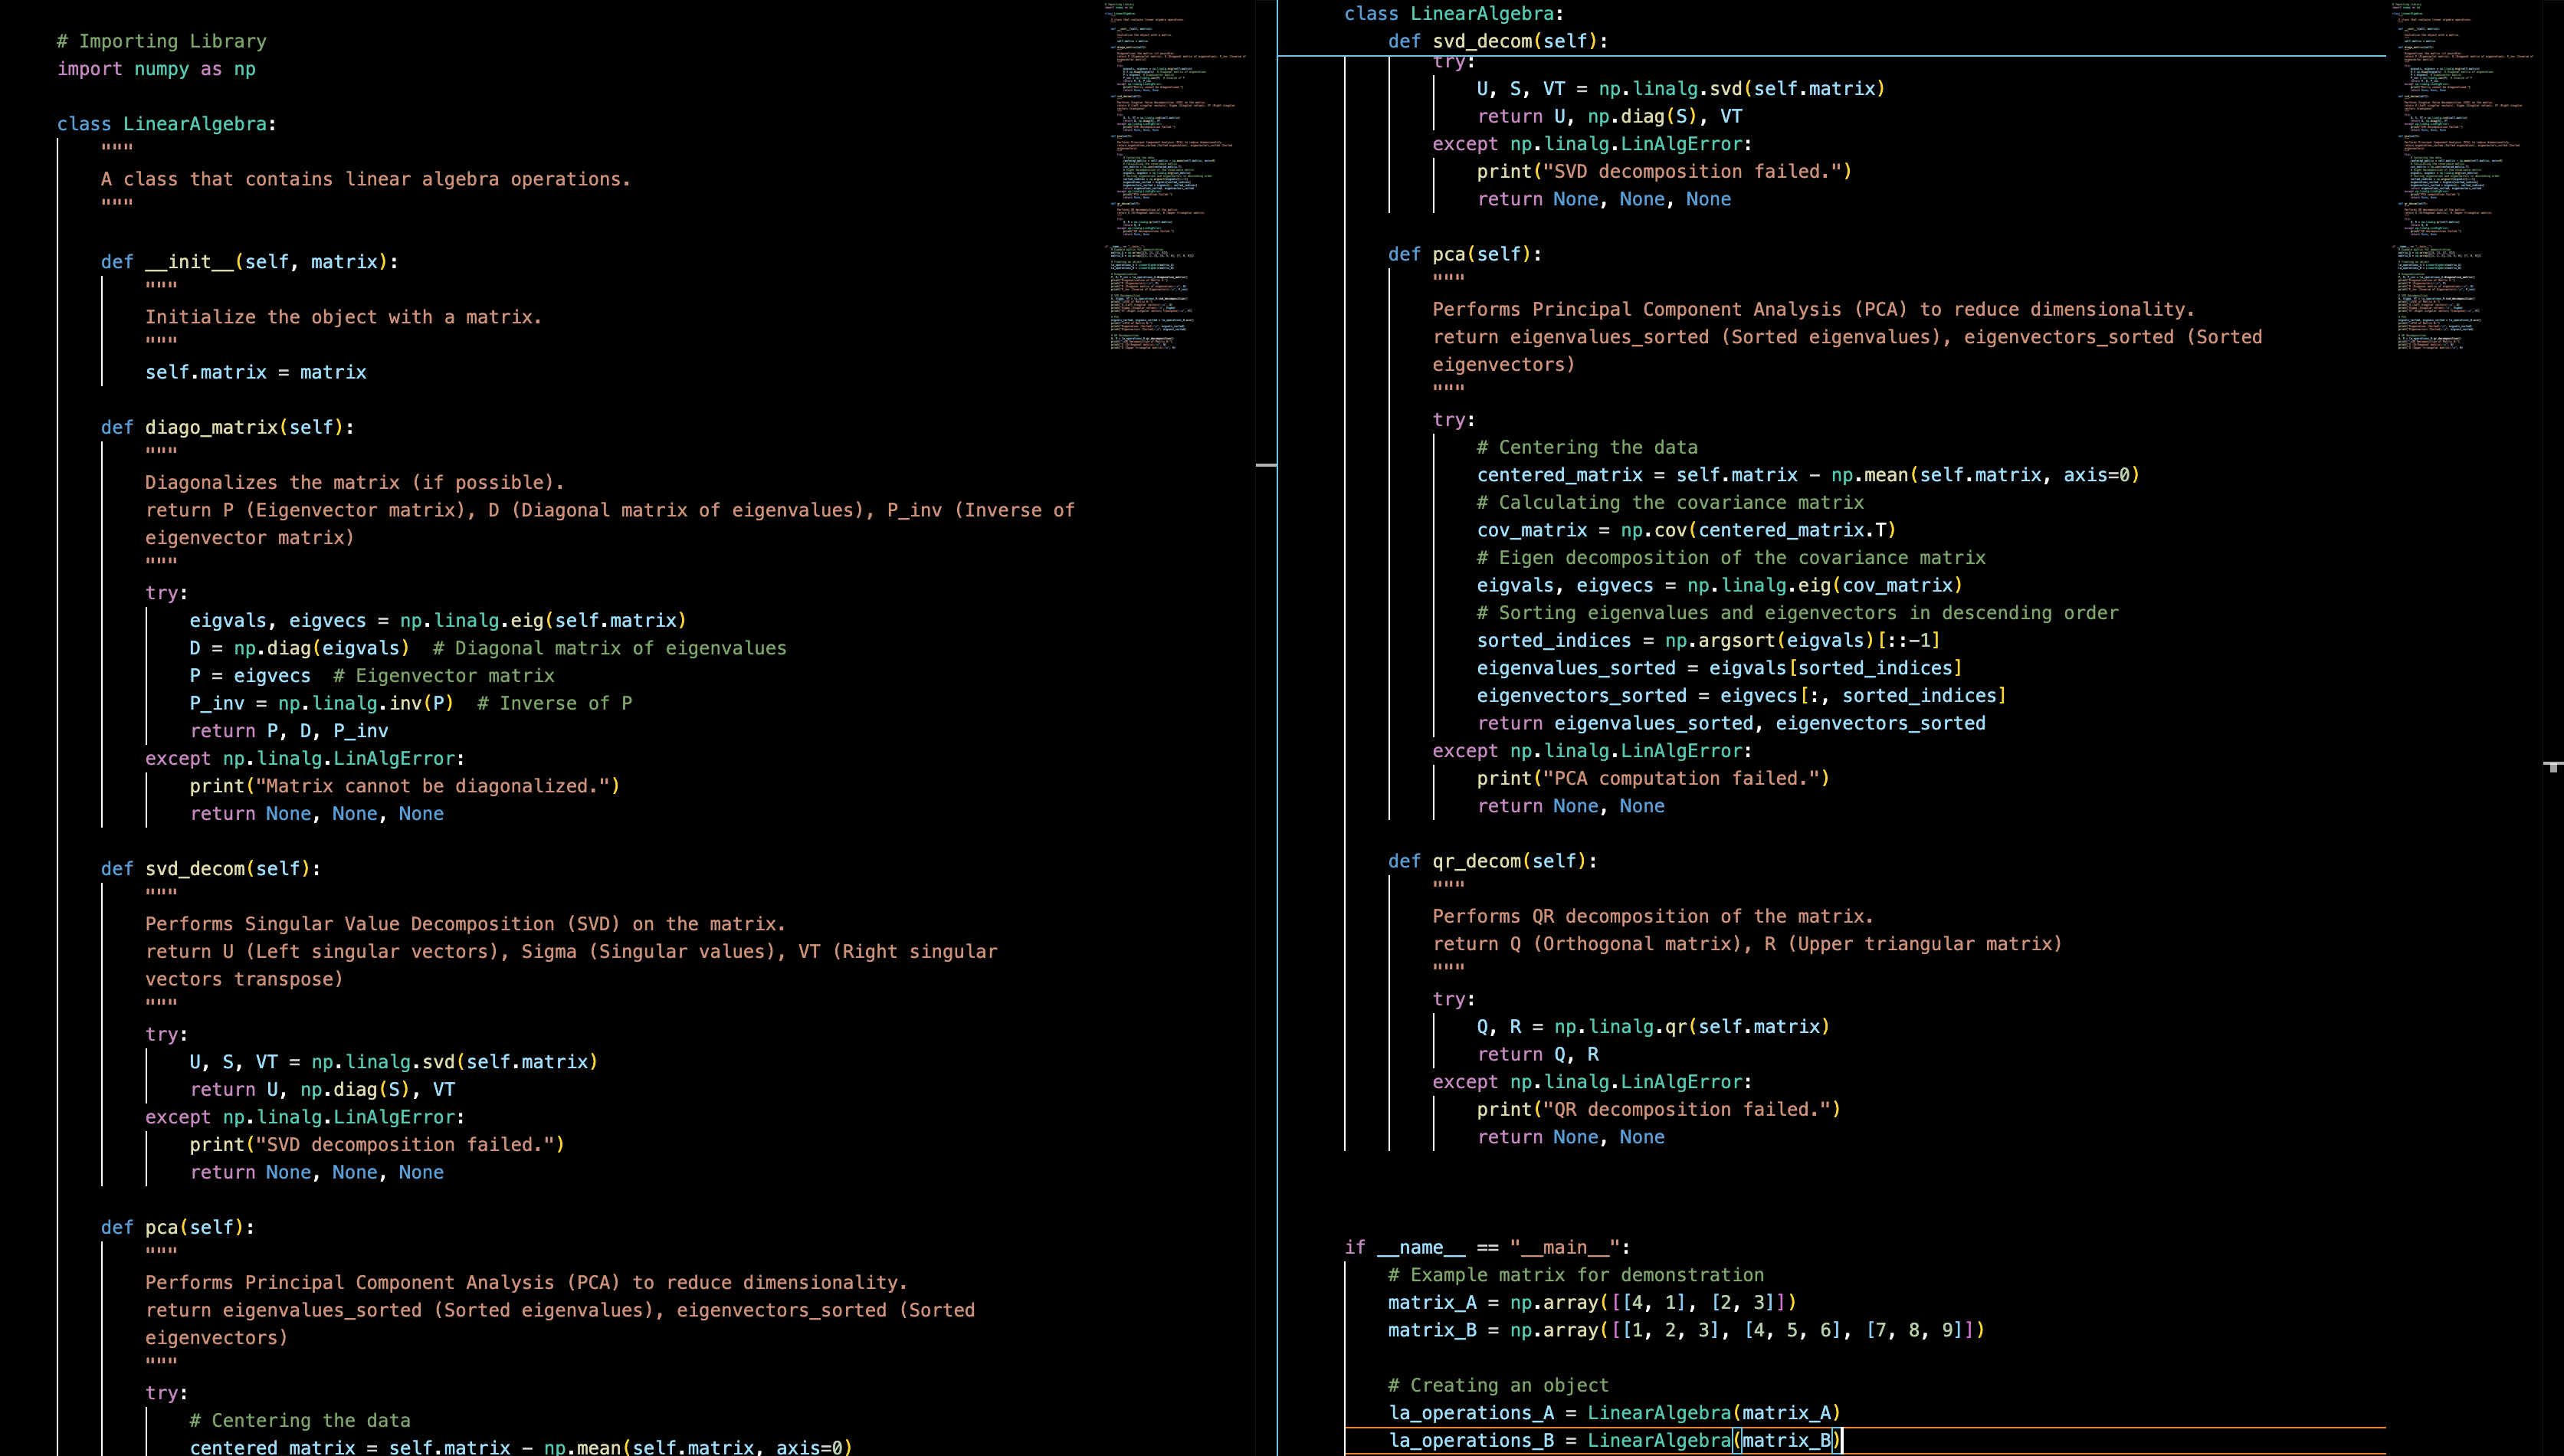 # Importing Library
import numpy as np
class LinearAlgebra:
"""
A class that contains linear algebra operations.
"""
def __init__(self, matrix):
"""
Initialize the object with a matrix.
"""
self.matrix = matrix
def diago_matrix(self):
"""
Diagonalizes the matrix (if possible).
return P (Eigenvector matrix), D (Diagonal matrix of eigenvalues), P_inv (Inverse of
eigenvector matrix)
"""
try:
eigvals, eigvecs = np.linalg.eig(self.matrix)
D = np.diag(eigvals)  # Diagonal matrix of eigenvalues
P = eigvecs  # Eigenvector matrix
P_inv = np.linalg.inv(P)  # Inverse of P
return P, D, P_inv
except np.linalg.LinAlgError:
print("Matrix cannot be diagonalized.")
return None, None, None
def svd_decom(self):
"""
Performs Singular Value Decomposition (SVD) on the matrix.
return U (Left singular vectors), Sigma (Singular values), VT (Right singular
vectors transpose)
"""
try:
U, S, VT = np.linalg.svd(self.matrix)
return U, np.diag(S), VT
except np.linalg.LinAlgError:
print("SVD decomposition failed.")
return None, None, None
def pca(self):
"""
Performs Principal Component Analysis (PCA) to reduce dimensionality.
return eigenvalues_sorted (Sorted eigenvalues), eigenvectors_sorted (Sorted
eigenvectors)
"""
try:
# Centering the data
centered_matrix = self.matrix - np.mean(self.matrix, axis=0)
class LinearAlgebra:
def svd_decom(self):
try:
U, S, VT = np.linalg.svd(self.matrix)
return U, np.diag(S), VT
except np.linalg.LinAlgError:
print("SVD decomposition failed.")
return None, None, None
def pca(self):
"""
Performs Principal Component Analysis (PCA) to reduce dimensionality.
return eigenvalues_sorted (Sorted eigenvalues), eigenvectors_sorted (Sorted
eigenvectors)
"""
try:
# Centering the data
centered_matrix = self.matrix - np.mean(self.matrix, axis=0)
# Calculating the covariance matrix
cov_matrix = np.cov(centered_matrix.T)
# Eigen decomposition of the covariance matrix
eigvals, eigvecs = np.linalg.eig(cov_matrix)
# Sorting eigenvalues and eigenvectors in descending order
sorted_indices = np.argsort(eigvals)[::-1]
eigenvalues_sorted = eigvals[sorted_indices]
eigenvectors_sorted = eigvecs[:, sorted_indices]
return eigenvalues_sorted, eigenvectors_sorted
except np.linalg.LinAlgError:
print("PCA computation failed.")
return None, None
def qr_decom(self):
"""
Performs QR decomposition of the matrix.
return Q (Orthogonal matrix), R (Upper triangular matrix)
"""
try:
Q, R = np.linalg.qr(self.matrix)
return Q, R
except np.linalg.LinAlgError:
print("QR decomposition failed.")
return None, None
if __name__ == "__main__":
# Example matrix for demonstration
matrix_A = np.array([[4, 1], [2, 3]])
matrix_B = np.array([[1, 2, 3], [4, 5, 6], [7, 8, 9]])
# Creating an object
la_operations_A = LinearAlgebra(matrix_A)
la_operations_B = LinearAlgebra(matrix_B)